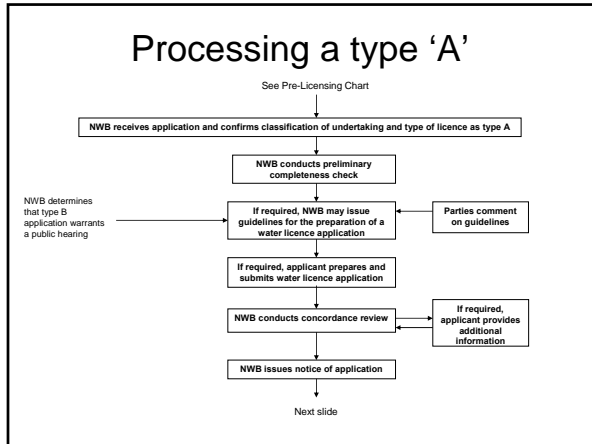 Processing a type ‘A’
See Pre-Licensing Chart
NWB receives application and confirms classification of undertaking and type of licence as type A
NWB conducts preliminary
completeness check
NWB determines
that type B
application warrants
a public hearing
If required, NWB may issue
guidelines for the preparation of a
water licence application
Parties comment
on guidelines
If required, applicant prepares and
submits water licence application
NWB conducts concordance review
If required,
applicant provides
additional
information
NWB issues notice of application
Next slide